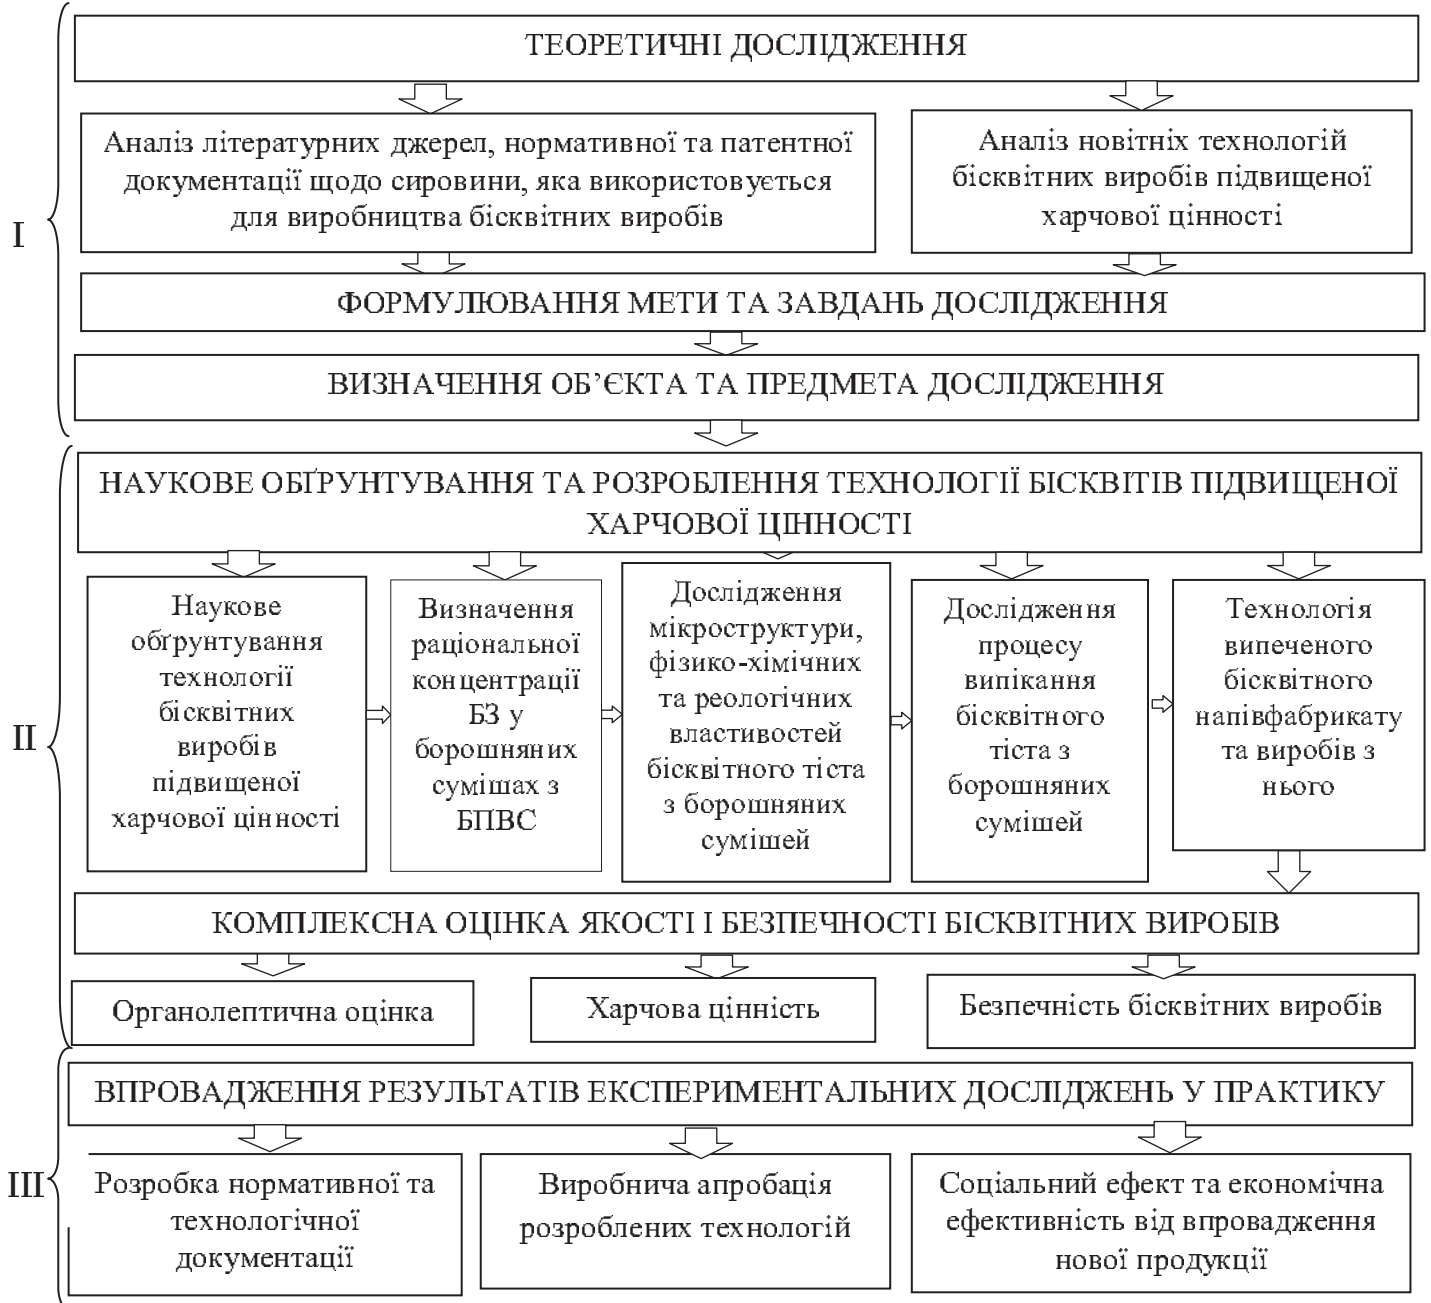 ТЕОРЕТИЧНІ ДОСЛІДЖЕННЯ
Аналіз літературних джерел, нормативної та патентної
документації щодо сировини, яка використовується
для виробництва бісквітних виробів
Аналіз новітніх технологій
бісквітних виробів підвищеної
харчової цінності
I
ФОРМУЛЮВАННЯ МЕТИ ТА ЗАВДАНЬ ДОСЛІДЖЕННЯ
ВИЗНАЧЕННЯ ОБ’ЄКТА ТА ПРЕДМЕТА ДОСЛІДЖЕННЯ
НАУКОВЕ ОБҐРУНТУВАННЯ ТА РОЗРОБЛЕННЯ ТЕХНОЛОГІЇ БІСКВІТІВ ПІДВИЩЕНОЇ
ХАРЧОВОЇ ЦІННОСТІ
Наукове
обґрунтування
технології
бісквітних
виробів
підвищеної
харчової цінності
Визначення
раціональної
концентрації
БЗ у
борошняних
сумішах з
БПВС
Дослідження
мікроструктури,
фізико-хімічних
та реологічних
властивостей
бісквітного тіста
з борошняних
сумішей
Дослідження
процесу
випікання
бісквітного
тіста з
борошняних
сумішей
Технологія
випеченого
бісквітного
напівфабрикату
та виробів з
нього
II
КОМПЛЕКСНА ОЦІНКА ЯКОСТІ І БЕЗПЕЧНОСТІ БІСКВІТНИХ ВИРОБІВ
Органолептична оцінка
Харчова цінність
Безпечність бісквітних виробів
ВПРОВАДЖЕННЯ РЕЗУЛЬТАТІВ ЕКСПЕРИМЕНТАЛЬНИХ ДОСЛІДЖЕНЬ У ПРАКТИКУ
III
Розробка нормативної та
технологічної
документації
Виробнича апробація
розроблених технологій
Соціальний ефект та економічна
ефективність від впровадження
нової продукції